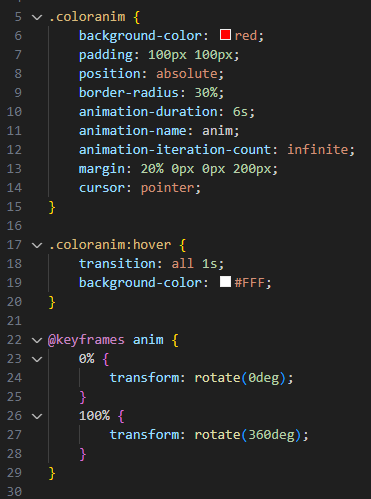 5 .coloranim {
6 background-color: red;
7 padding: 100px 100px;
8 position: absolute;
9 border-radius: 30%;
10 animation-duration: 6s;
11 animation-name: anim;
12 animation-iteration-count: infinite;
13 margin: 20% 0px 0px 200px;
14 cursor: pointer;
15 }
16
17 .coloranim:hover {
18 transition: all 1s;
19 background-color: #FFF;
20 }
21
22 @keyframes anim {
23 0% {
24 transform: rotate(0deg);
25 }
26 100% {
27 transform: rotate(360deg);
28 }
29 }
30